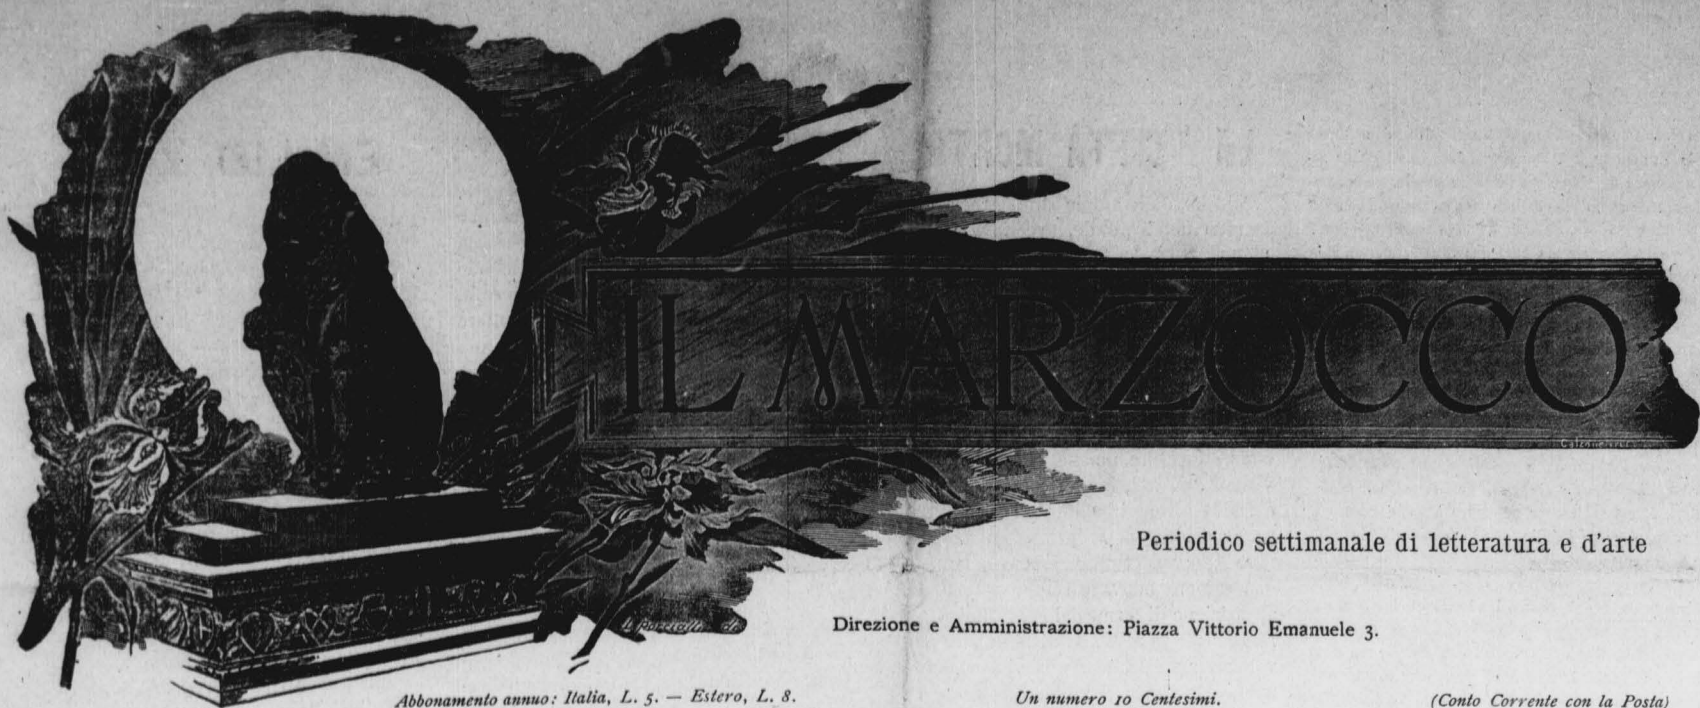 IL MARZOCCO.
Periodico settimanale di letteratura e d'arte
Direzione e Amministrazione: Piazza Vittorio Emanuele 3.
Abbonamento annuo: Italia, L. 5. — Estero, L. 8. Un numero 10 Centesimi. (Conto Corrente con la Posta)